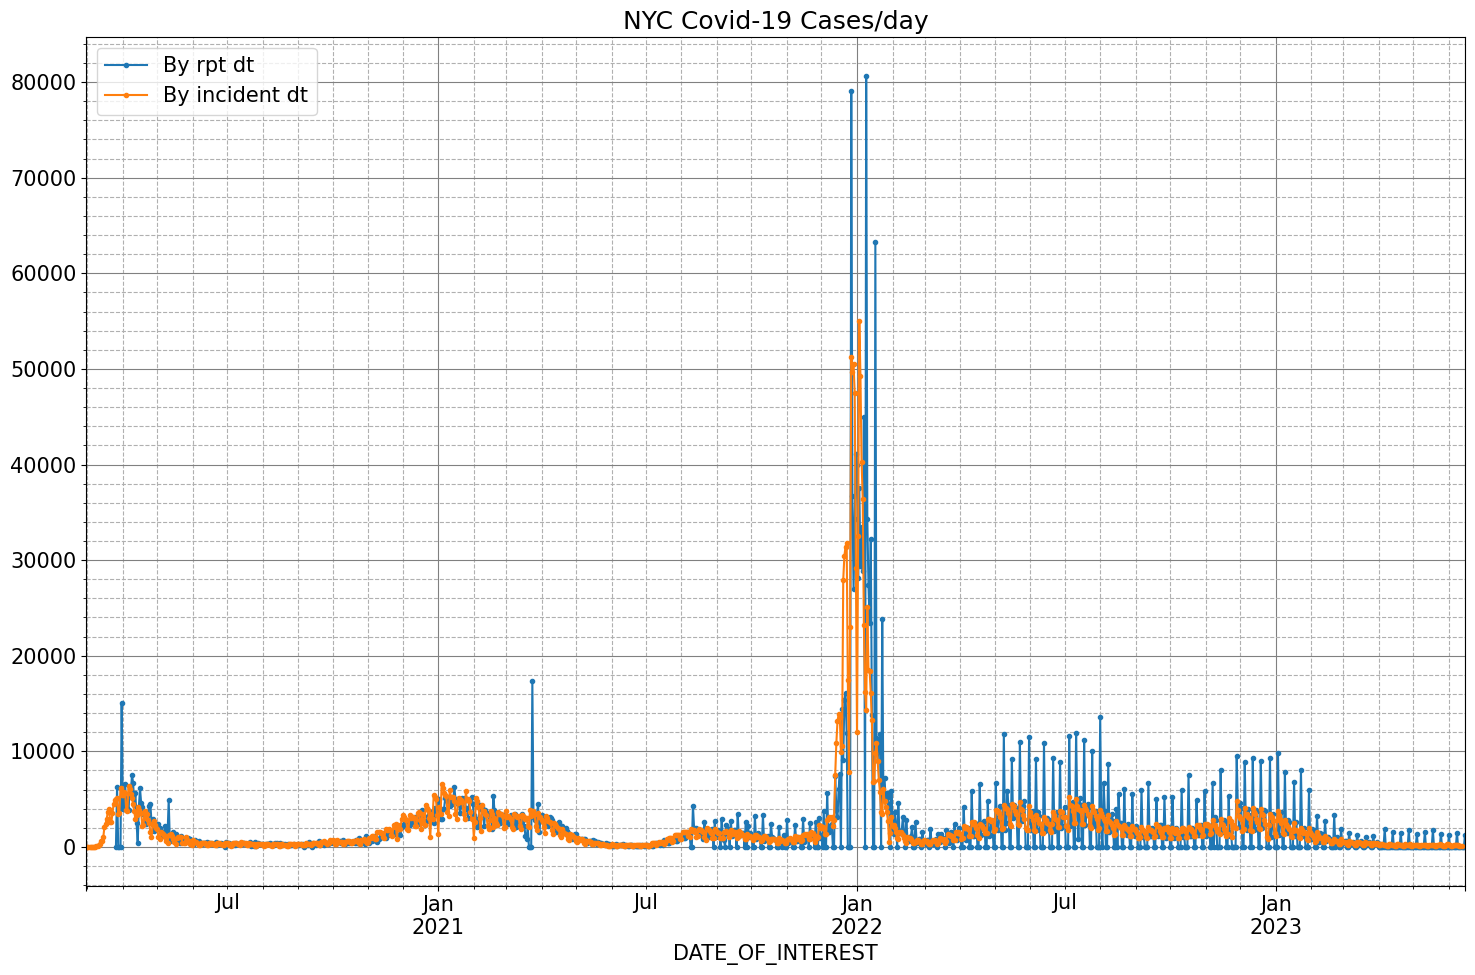 NYC Covid-19 Cases/day
By rpt dt
By incident dt
80000
70000
60000
50000
40000
30000
20000
10000
0
Jul
Jan
2021
Jul
Jan
2022
Jul
Jan
2023
DATE_OF_INTEREST